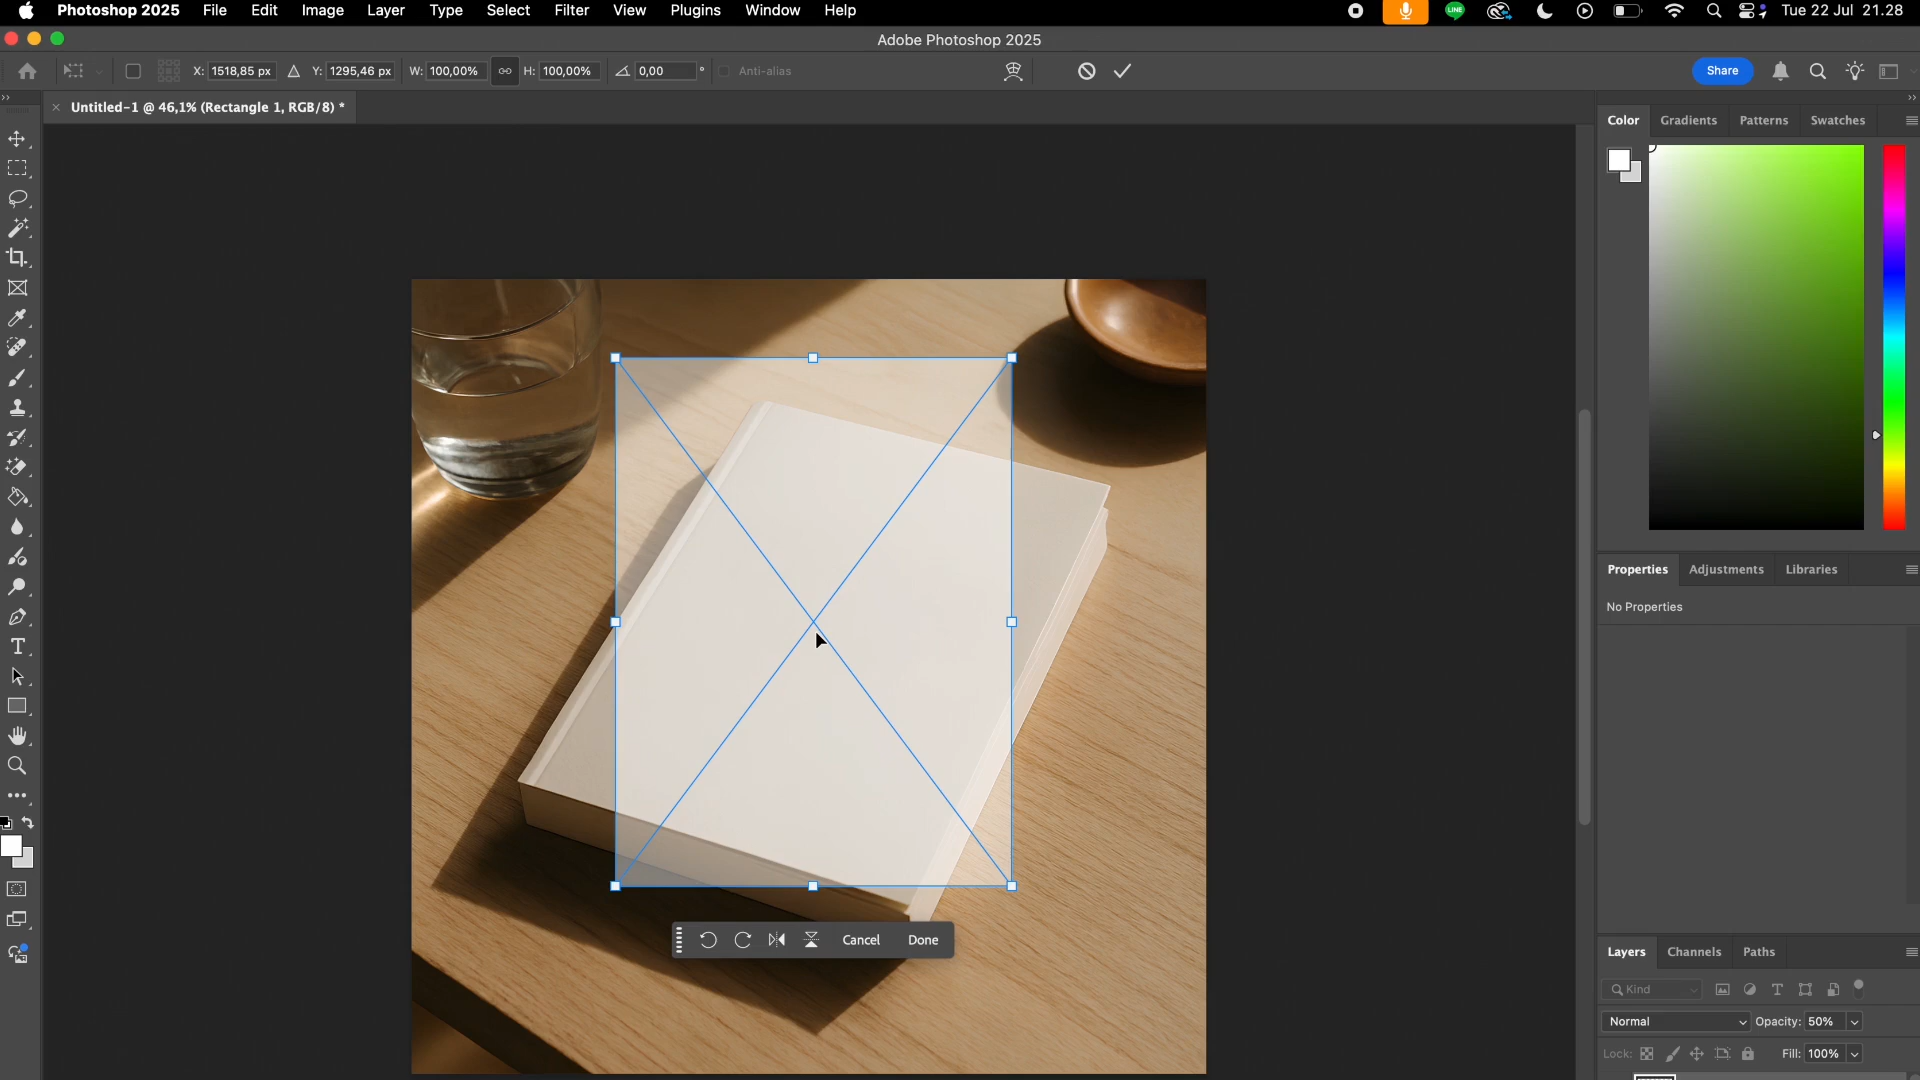 Photoshop 2025 File Edit Image Layer Type Select Filter View Plugins Window Help LINE Tue 22 Jul 21.28
Adobe Photoshop 2025
X: 1518,85 px Y: 1295,46 px W: 100,00% H: 100,00% 0,00 ° Anti-alias Share
× Untitled-1 @ 46,1% (Rectangle 1, RGB/8) *
Color Gradients Patterns Swatches
Properties Adjustments Libraries
No Properties
Cancel Done
Layers Channels Paths
Kind
Normal Opacity: 50%
Lock: Fill: 100%